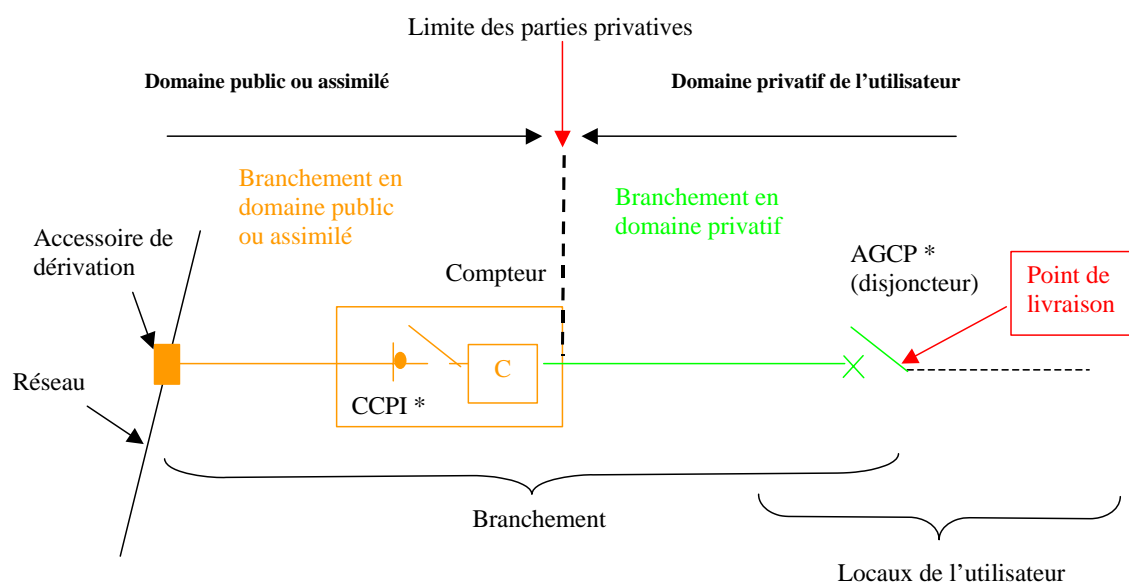 Limite des parties privatives
Domaine public ou assimilé
Domaine privatif de l’utilisateur
Branchement en
domaine public
ou assimilé
Branchement en
domaine privatif
Accessoire de
dérivation
Compteur
AGCP *
(disjoncteur)
Point de
livraison
C
Réseau
CCPI *
Branchement
Locaux de l’utilisateur